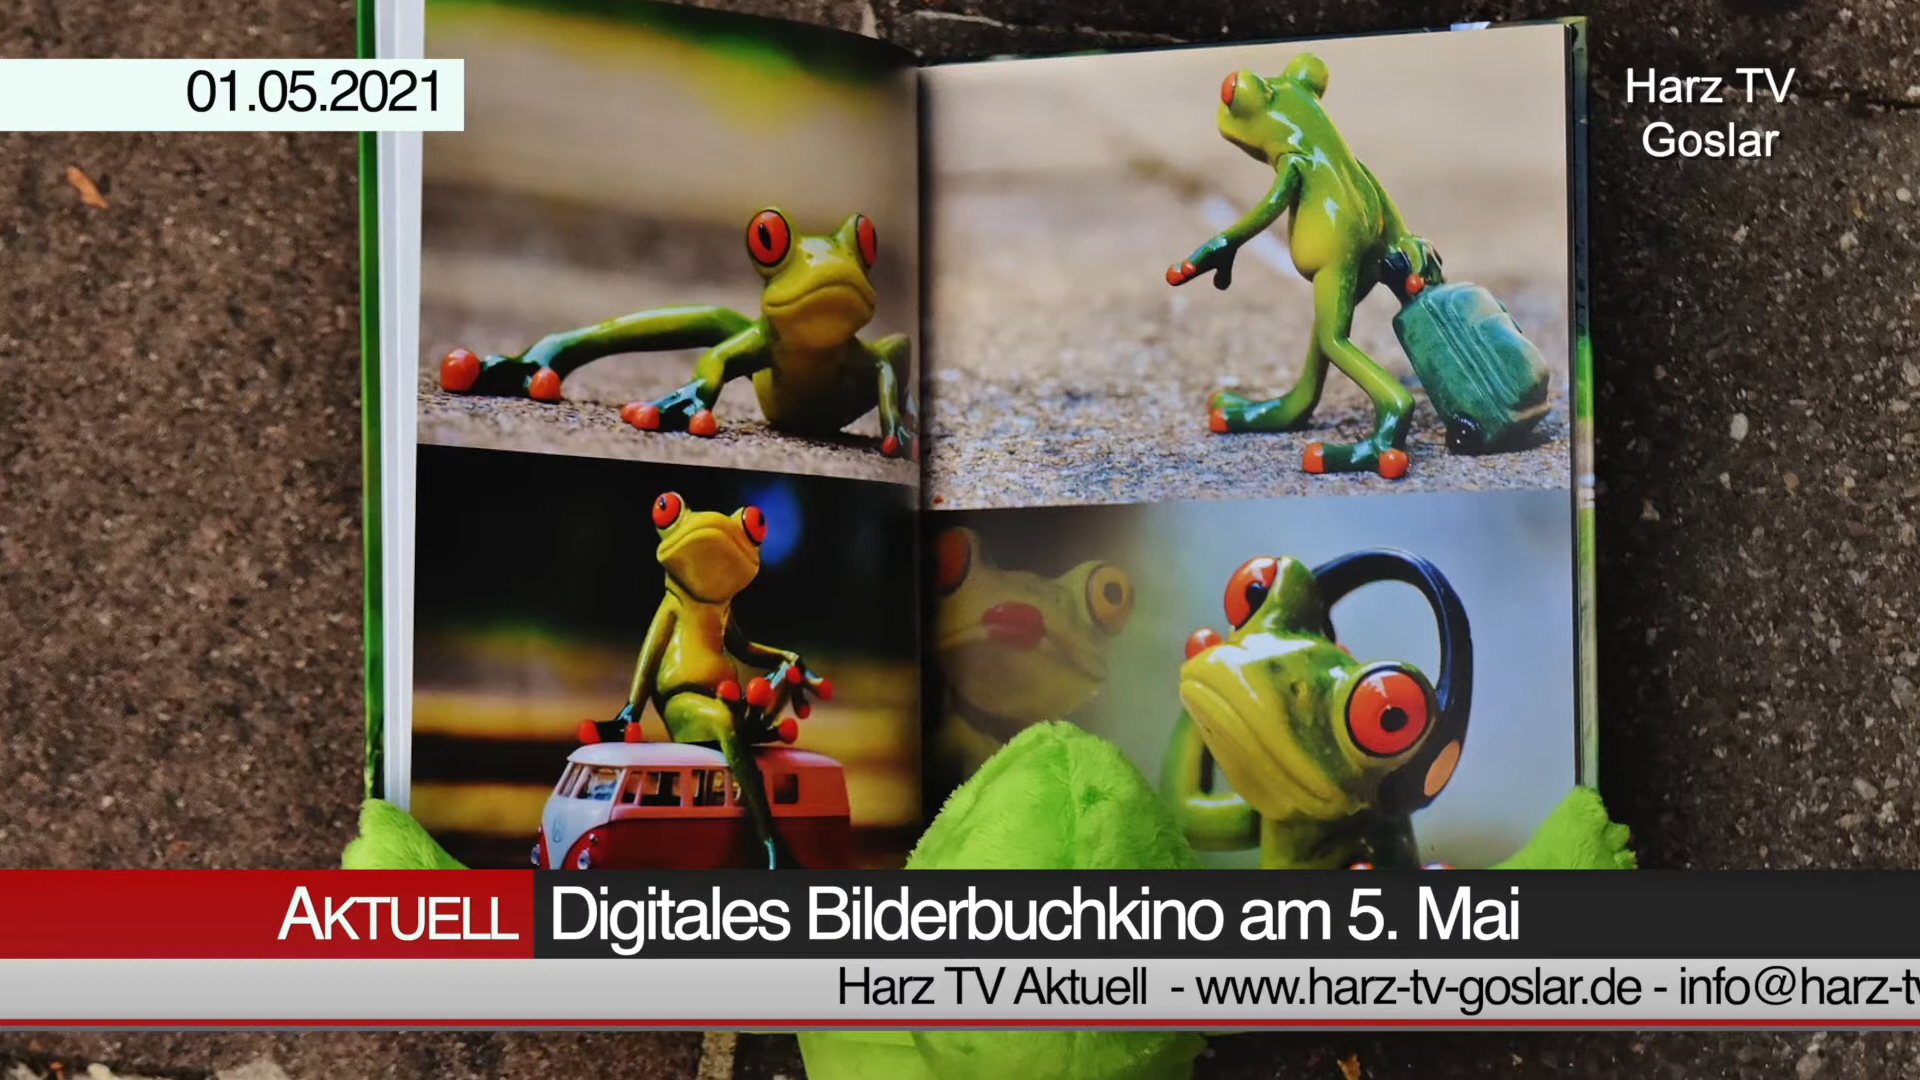 01.05.2021
Harz TV
Goslar
AKTUELL Digitales Bilderbuchkino am 5. Mai
Harz TV Aktuell - www.harz-tv-goslar.de - info@harz-tv